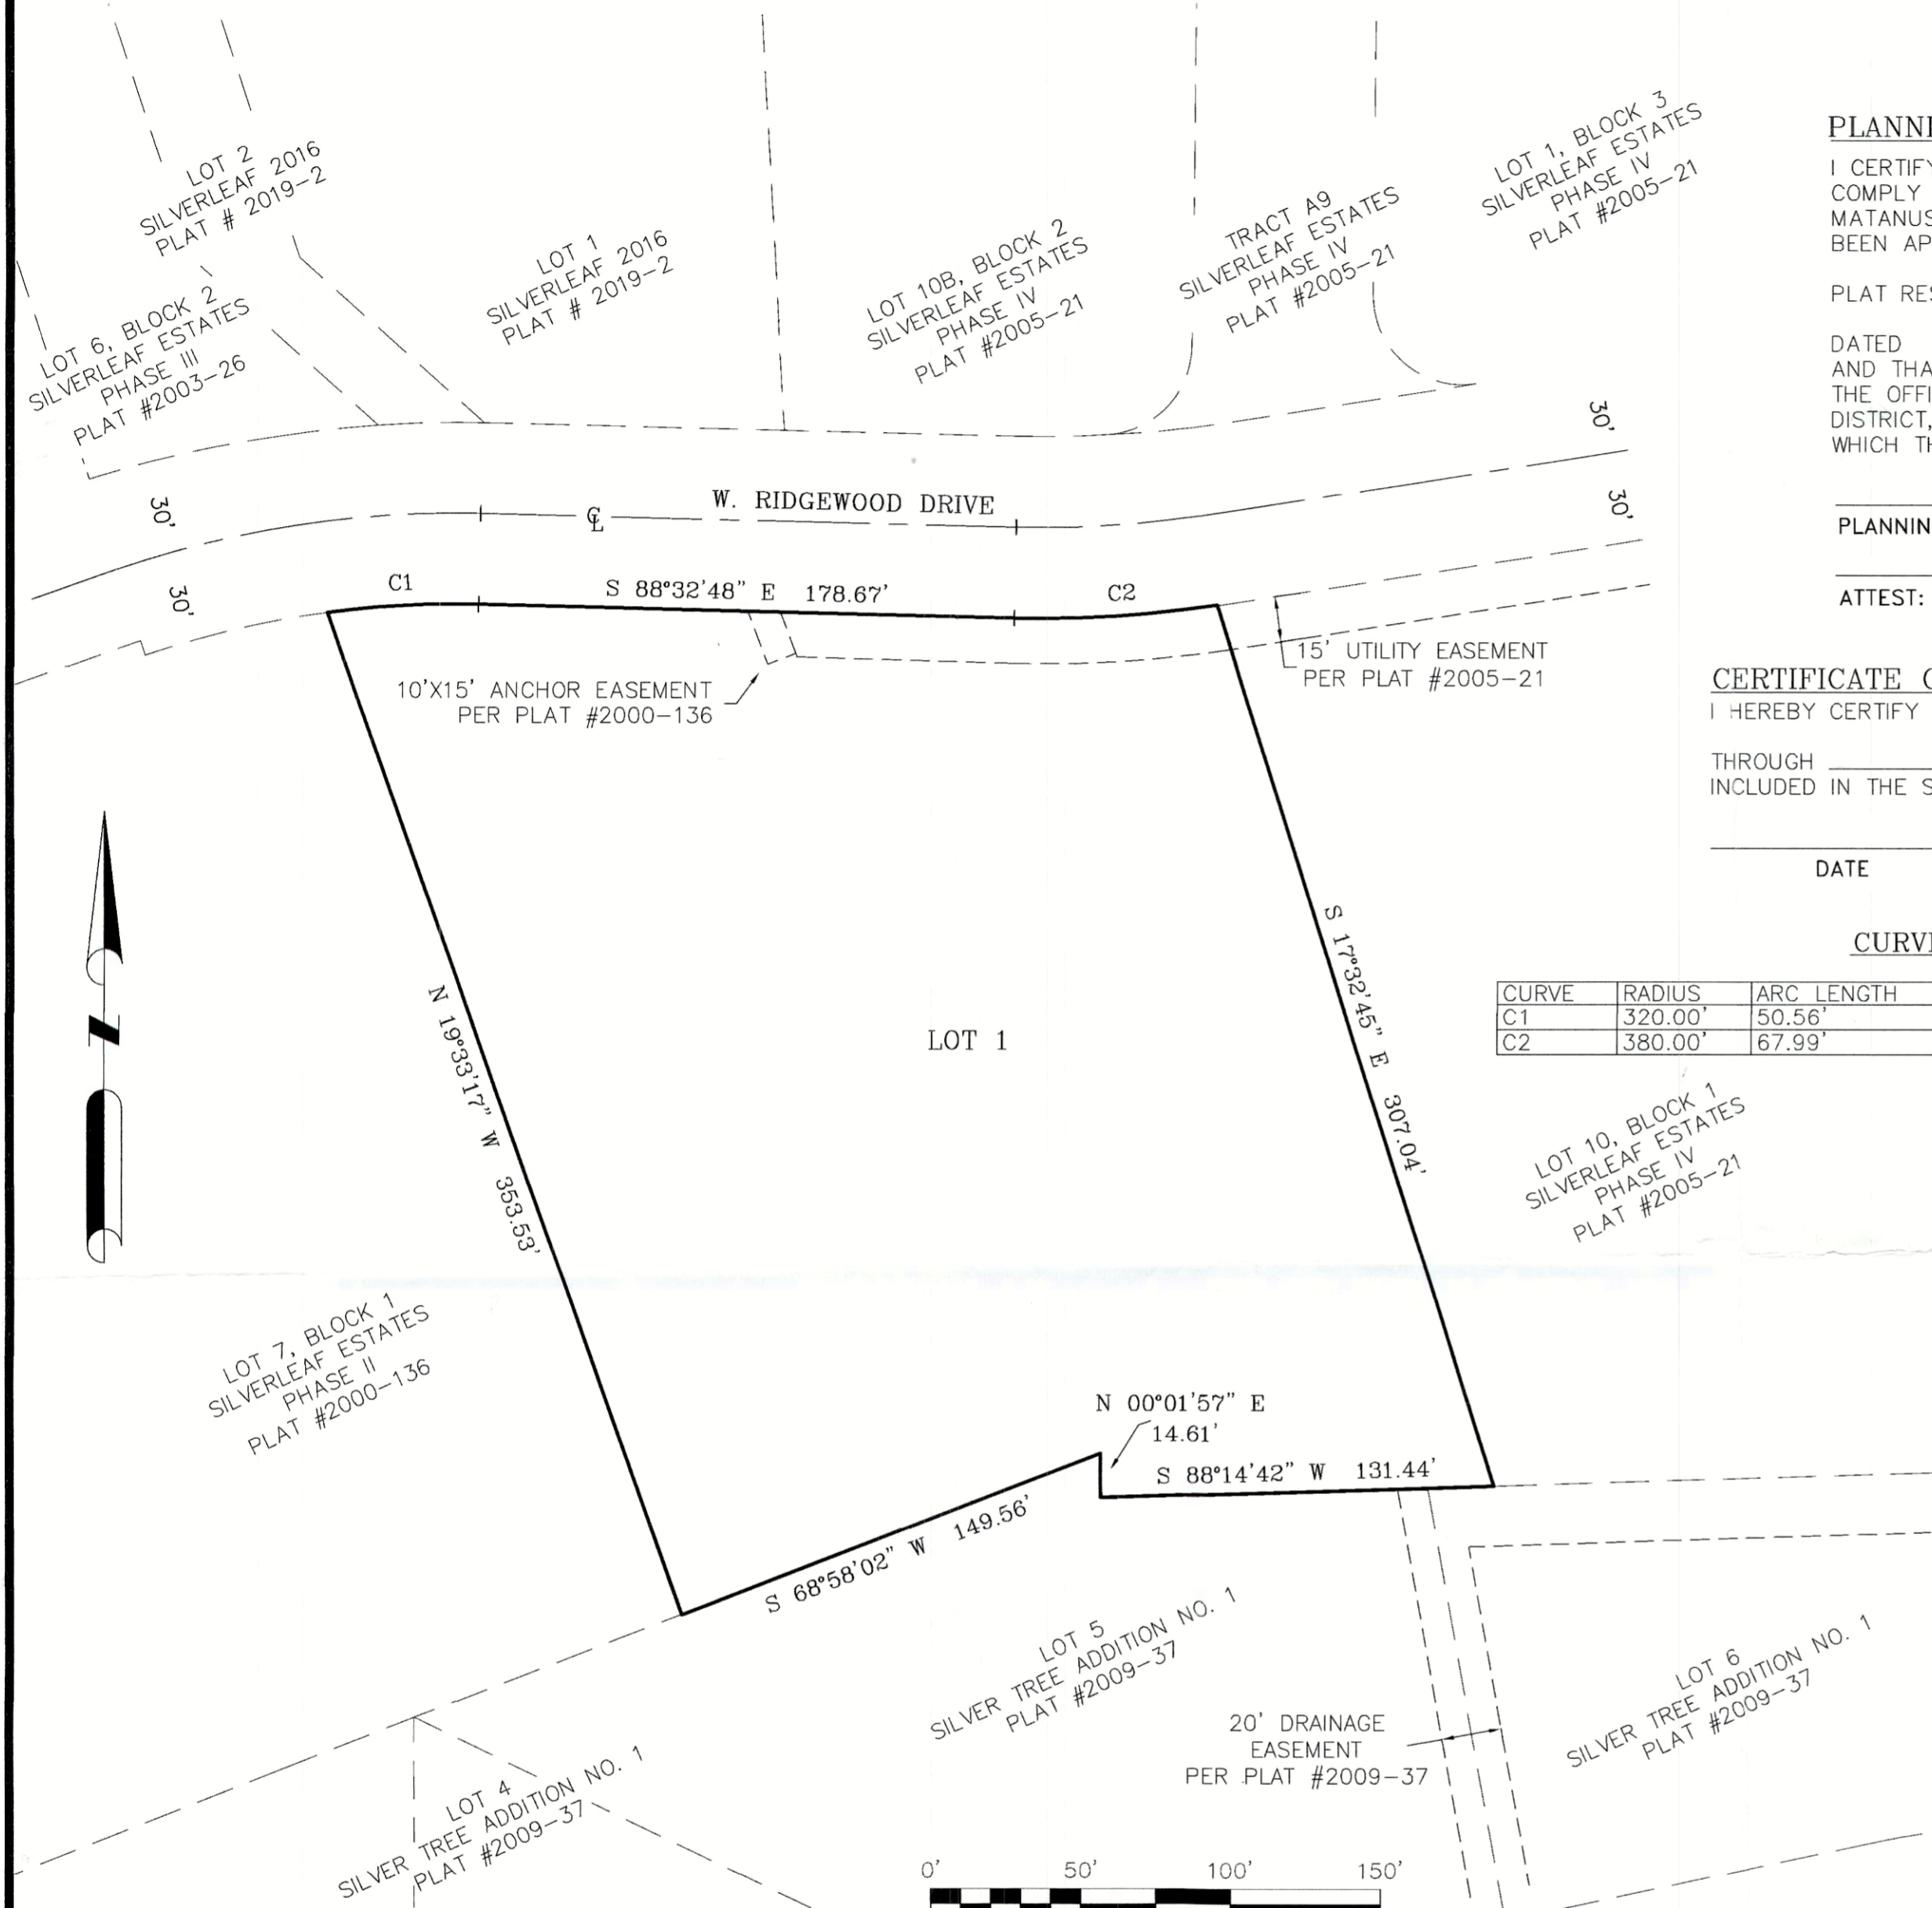 LOT 2
SILVERLEAF 2016
PLAT # 2019-2
LOT 1
SILVERLEAF 2016
PLAT # 2019-2
LOT 6, BLOCK 2
SILVERLEAF ESTATES
PHASE III
PLAT #2003-26
LOT 10B, BLOCK 2
SILVERLEAF ESTATES
PHASE IV
PLAT #2005-21
TRACT A9
SILVERLEAF ESTATES
PHASE IV
PLAT #2005-21
LOT 1, BLOCK 3
SILVERLEAF ESTATES
PHASE IV
PLAT #2005-21
30'
30'
30'
30'
W. RIDGEWOOD DRIVE
℄
C1
S 88°32'48" E 178.67'
C2
10'X15' ANCHOR EASEMENT
PER PLAT #2000-136
15' UTILITY EASEMENT
PER PLAT #2005-21
N
N 19°33'17" W 353.53'
LOT 1
S 17°32'45" E 307.04'
N 00°01'57" E
14.61'
S 88°14'42" W 131.44'
S 68°58'02" W 149.56'
LOT 7, BLOCK 1
SILVERLEAF ESTATES
PHASE II
PLAT #2000-136
LOT 10, BLOCK 1
SILVERLEAF ESTATES
PHASE IV
PLAT #2005-21
LOT 5
SILVER TREE ADDITION NO. 1
PLAT #2009-37
LOT 6
SILVER TREE ADDITION NO. 1
PLAT #2009-37
LOT 4
SILVER TREE ADDITION NO. 1
PLAT #2009-37
20' DRAINAGE
EASEMENT
PER PLAT #2009-37
0' 50' 100' 150'
PLANNI
I CERTIFY
COMPLY
MATANUS
BEEN AP
PLAT RES
DATED
AND THA
THE OFFI
DISTRICT,
WHICH TH
PLANNIN
ATTEST:
CERTIFICATE O
I HEREBY CERTIFY
THROUGH
INCLUDED IN THE S
DATE
CURVE
CURVE RADIUS ARC LENGTH
C1 320.00' 50.56'
C2 380.00' 67.99'